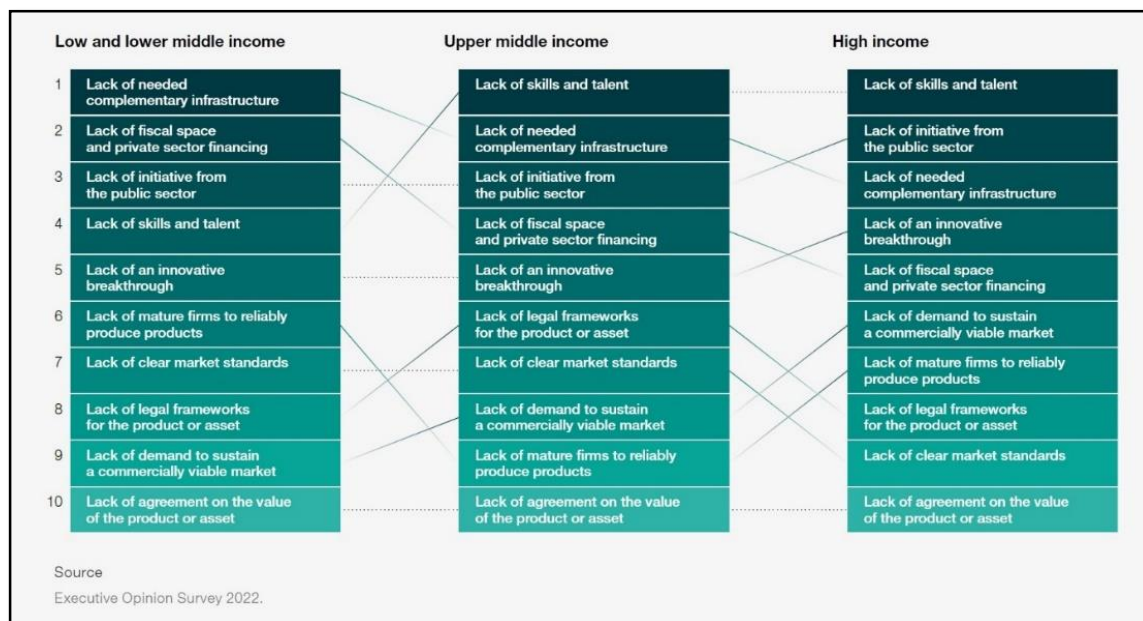 Low and lower middle income
Upper middle income
High income
1
Lack of needed
complementary infrastructure
Lack of skills and talent
Lack of skills and talent
2
Lack of fiscal space
and private sector financing
Lack of needed
complementary infrastructure
Lack of initiative from
the public sector
3
Lack of initiative from
the public sector
Lack of initiative from
the public sector
Lack of needed
complementary infrastructure
4
Lack of skills and talent
Lack of fiscal space
and private sector financing
Lack of an innovative
breakthrough
5
Lack of an innovative
breakthrough
Lack of an innovative
breakthrough
Lack of fiscal space
and private sector financing
6
Lack of mature firms to reliably
produce products
Lack of legal frameworks
for the product or asset
Lack of demand to sustain
a commercially viable market
7
Lack of clear market standards
Lack of clear market standards
Lack of mature firms to reliably
produce products
8
Lack of legal frameworks
for the product or asset
Lack of demand to sustain
a commercially viable market
Lack of legal frameworks
for the product or asset
9
Lack of demand to sustain
a commercially viable market
Lack of mature firms to reliably
produce products
Lack of clear market standards
10
Lack of agreement on the value
of the product or asset
Lack of agreement on the value
of the product or asset
Lack of agreement on the value
of the product or asset
Source
Executive Opinion Survey 2022.